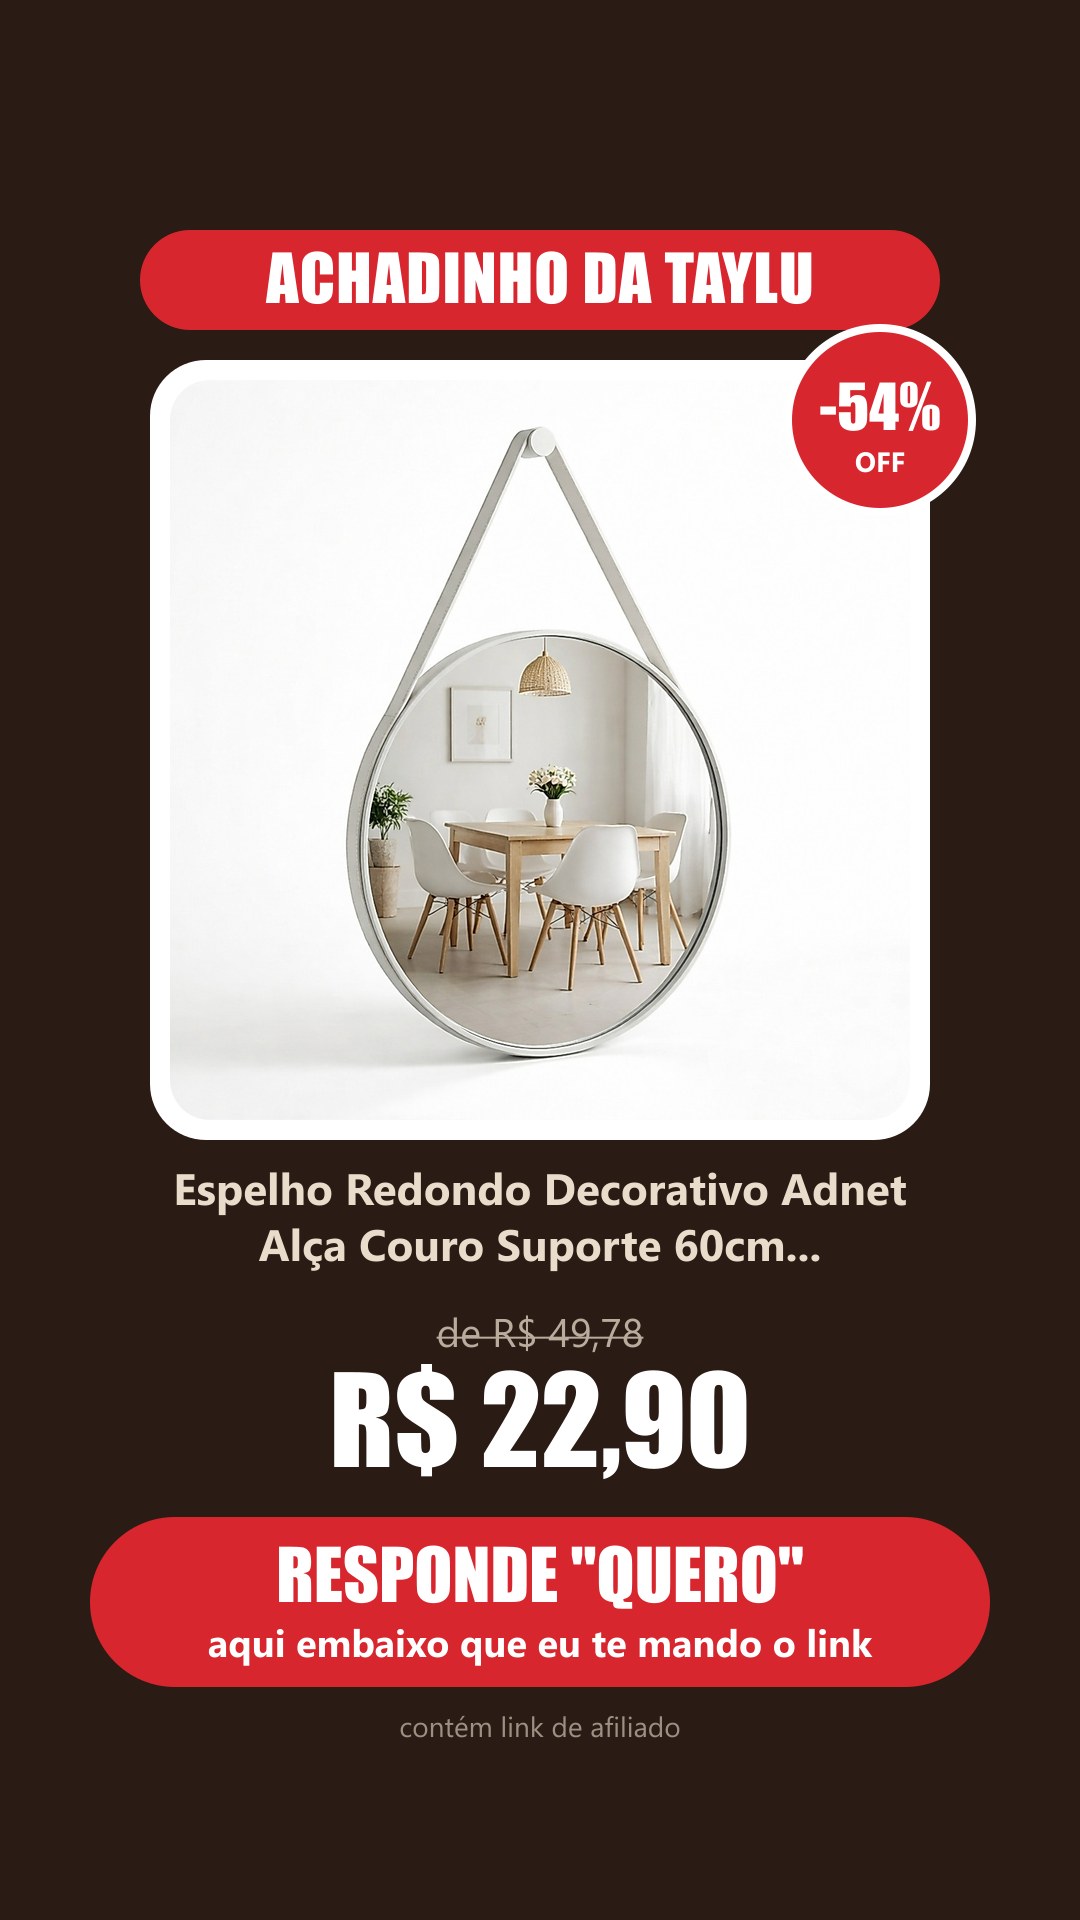 ACHADINHO DA TAYLU
-54%
OFF
Espelho Redondo Decorativo Adnet
Alça Couro Suporte 60cm...
de R$ 49,78
R$ 22,90
RESPONDE "QUERO"
aqui embaixo que eu te mando o link
contém link de afiliado